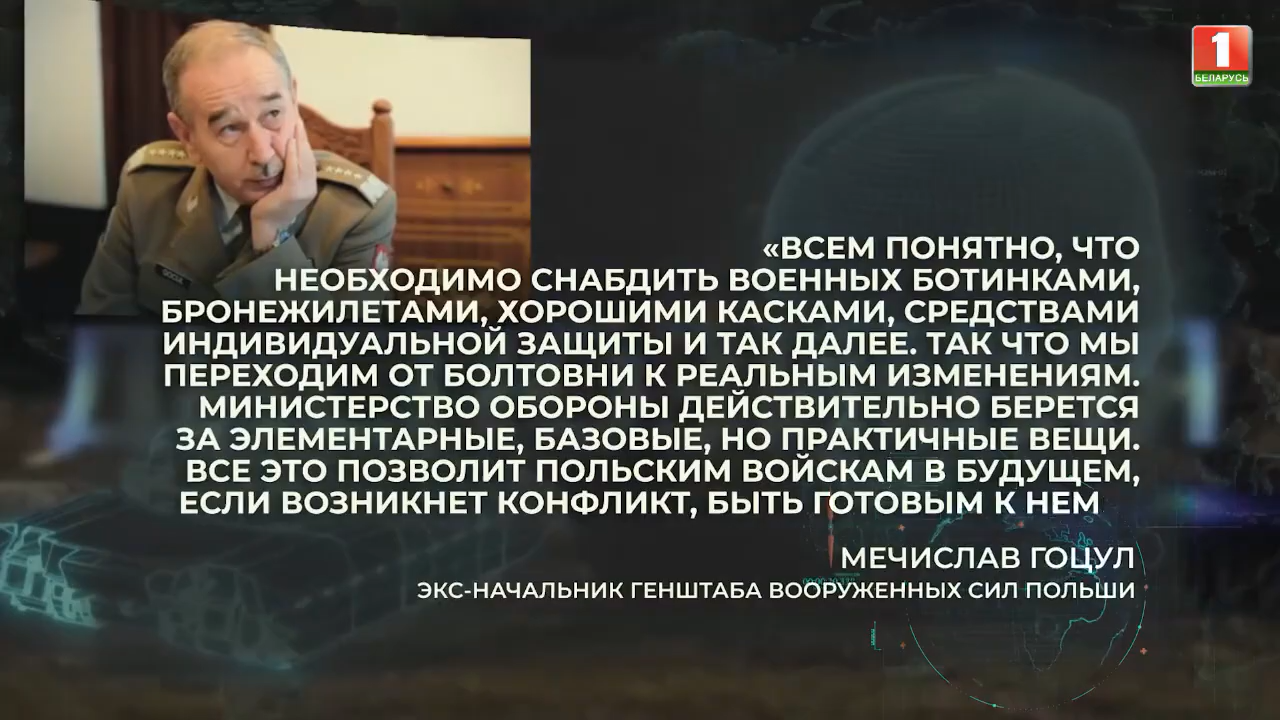 1
БЕЛАРУСЬ
«ВСЕМ ПОНЯТНО, ЧТО
НЕОБХОДИМО СНАБДИТЬ ВОЕННЫХ БОТИНКАМИ,
БРОНЕЖИЛЕТАМИ, ХОРОШИМИ КАСКАМИ, СРЕДСТВАМИ
ИНДИВИДУАЛЬНОЙ ЗАЩИТЫ И ТАК ДАЛЕЕ. ТАК ЧТО МЫ
ПЕРЕХОДИМ ОТ БОЛТОВНИ К РЕАЛЬНЫМ ИЗМЕНЕНИЯМ.
МИНИСТЕРСТВО ОБОРОНЫ ДЕЙСТВИТЕЛЬНО БЕРЕТСЯ
ЗА ЭЛЕМЕНТАРНЫЕ, БАЗОВЫЕ, НО ПРАКТИЧНЫЕ ВЕЩИ.
ВСЕ ЭТО ПОЗВОЛИТ ПОЛЬСКИМ ВОЙСКАМ В БУДУЩЕМ,
ЕСЛИ ВОЗНИКНЕТ КОНФЛИКТ, БЫТЬ ГОТОВЫМ К НЕМ
МЕЧИСЛАВ ГОЦУЛ
ЭКС-НАЧАЛЬНИК ГЕНШТАБА ВООРУЖЕННЫХ СИЛ ПОЛЬШИ